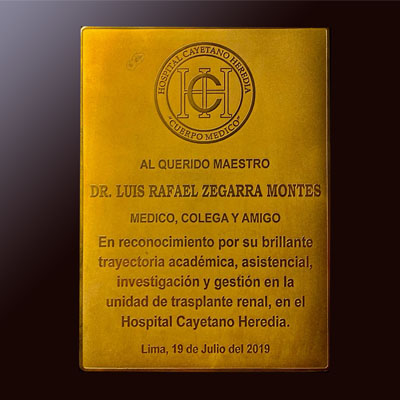 HOSPITAL CAYETANO HEREDIA
HCH
"CUERPO MEDICO"
AL QUERIDO MAESTRO
DR. LUIS RAFAEL ZEGARRA MONTES
MEDICO, COLEGA Y AMIGO
En reconocimiento por su brillante
trayectoria académica, asistencial,
investigación y gestión en la
unidad de trasplante renal, en el
Hospital Cayetano Heredia.
Lima, 19 de Julio del 2019